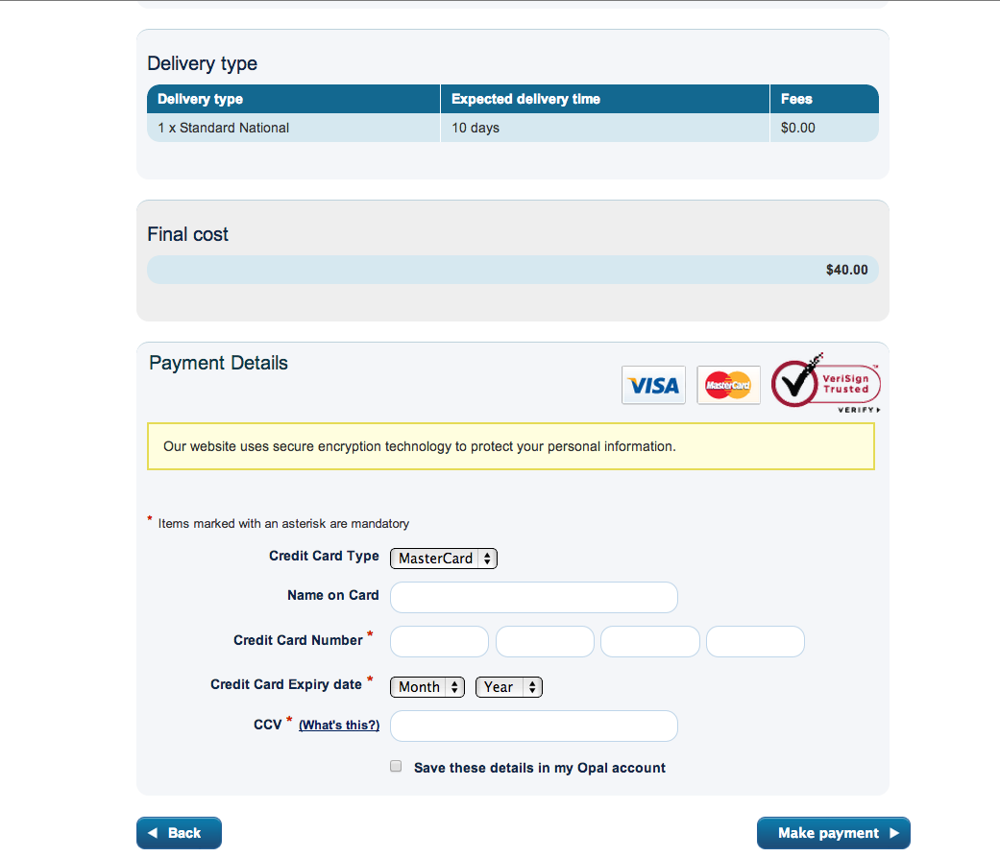 Delivery type
Delivery type Expected delivery time Fees
1 x Standard National 10 days $0.00
Final cost
$40.00
Payment Details
VISA MasterCard VeriSign Trusted ™ VERIFY
Our website uses secure encryption technology to protect your personal information.
* Items marked with an asterisk are mandatory
Credit Card Type MasterCard
Name on Card
Credit Card Number *
Credit Card Expiry date * Month Year
CCV * (What's this?)
Save these details in my Opal account
Back Make payment